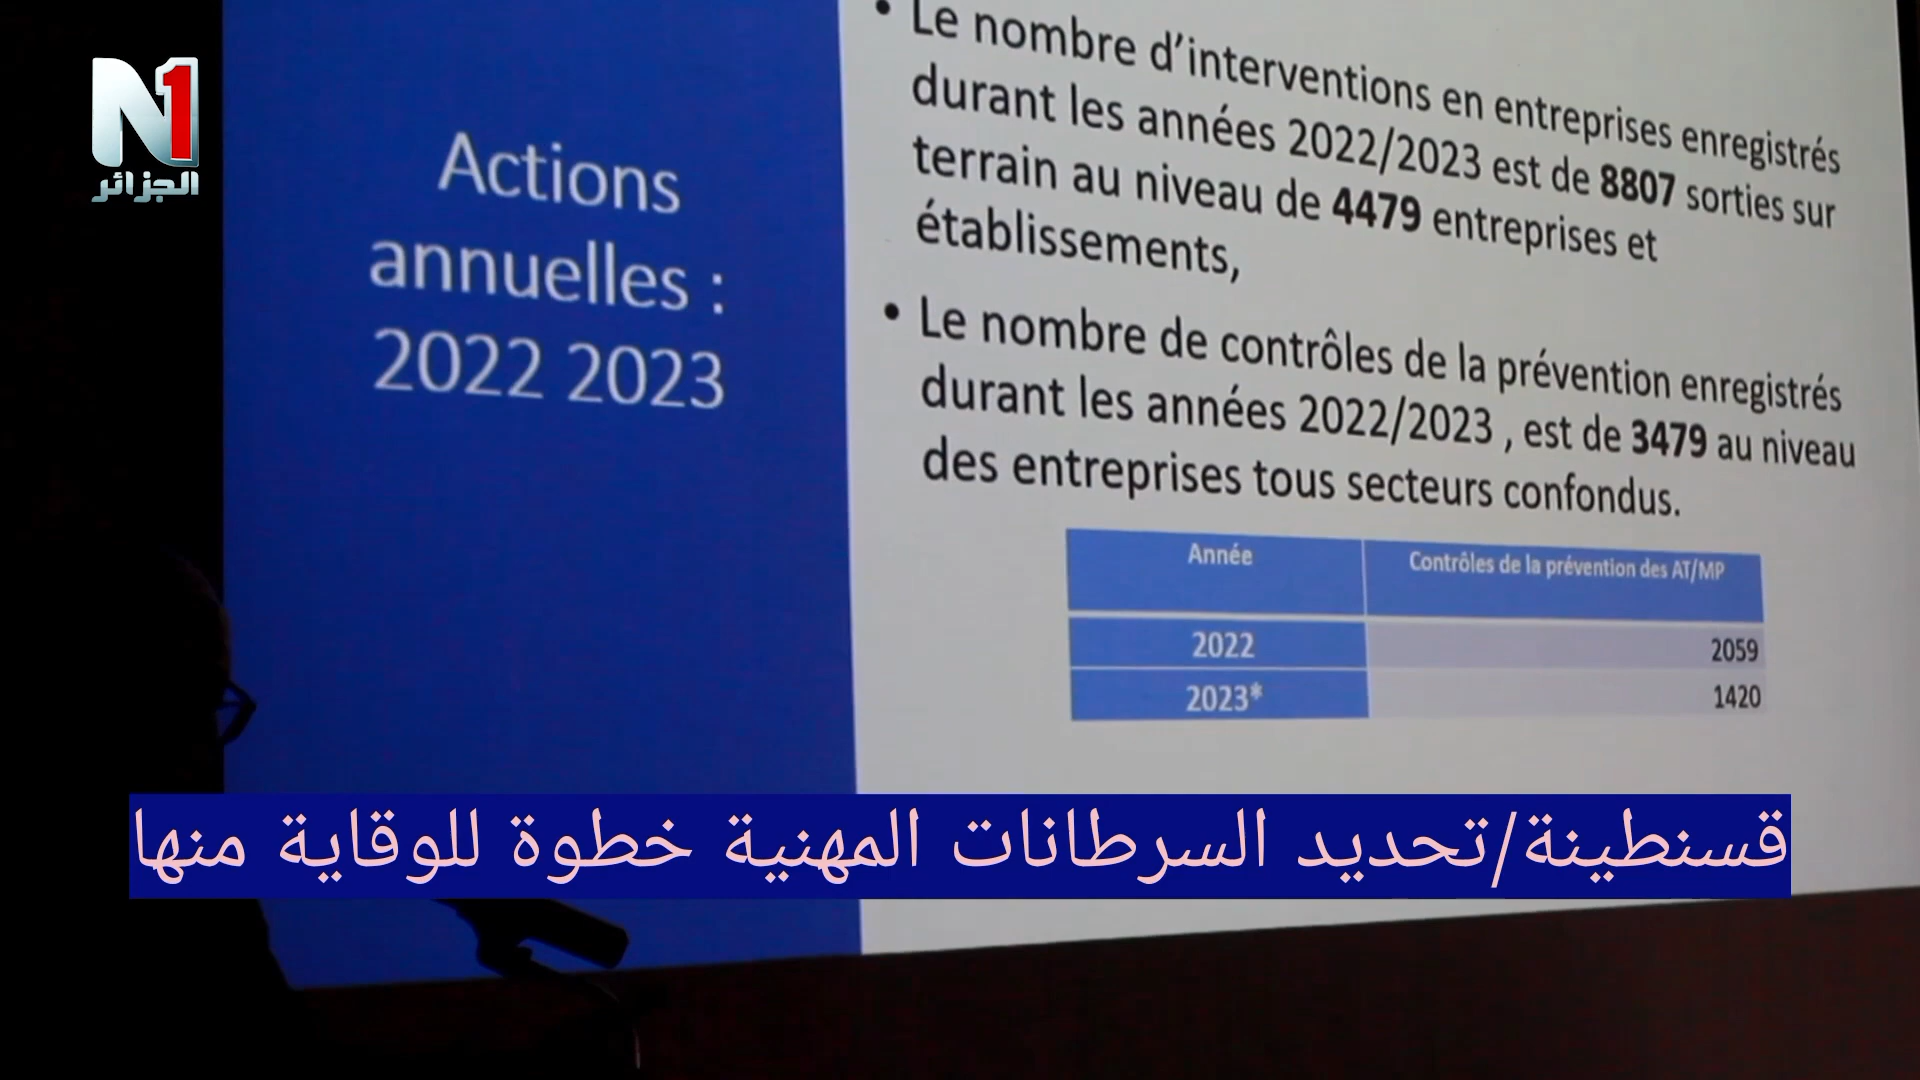 N1
الجزائر
Actions
annuelles :
2022 2023
• Le nombre d’interventions en entreprises enregistrés
durant les années 2022/2023 est de 8807 sorties sur
terrain au niveau de 4479 entreprises et
établissements,
• Le nombre de contrôles de la prévention enregistrés
durant les années 2022/2023 , est de 3479 au niveau
des entreprises tous secteurs confondus.
Année Contrôles de la prévention des AT/MP
2022 2059
2023* 1420
قسنطينة/تحديد السرطانات المهنية خطوة للوقاية منها